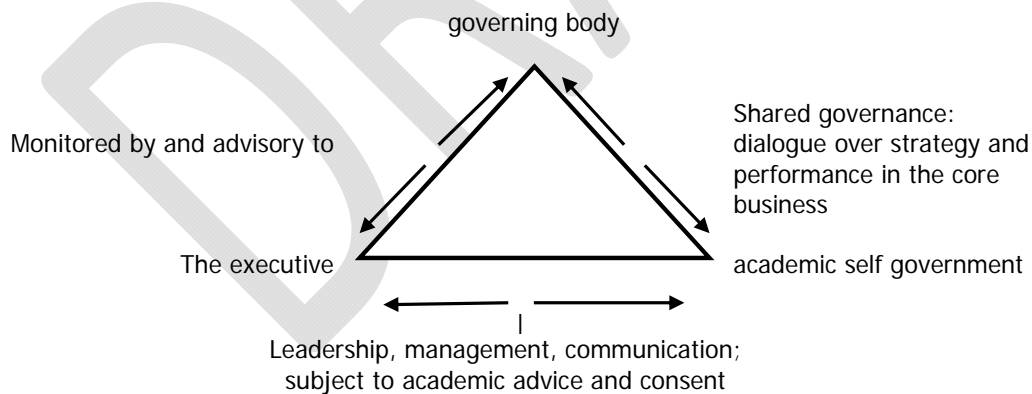 governing body
Monitored by and advisory to
Shared governance:
dialogue over strategy and
performance in the core
business
The executive
academic self government
Leadership, management, communication;
subject to academic advice and consent